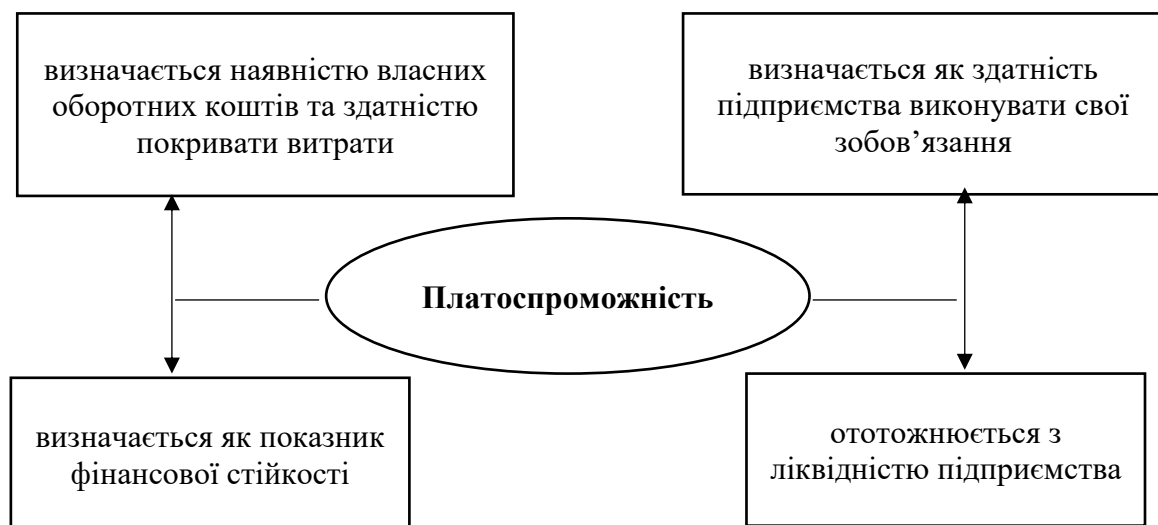 визначається наявністю власних
оборотних коштів та здатністю
покривати витрати
визначається як здатність
підприємства виконувати свої
зобов’язання
Платоспроможність
визначається як показник
фінансової стійкості
ототожнюється з
ліквідністю підприємства